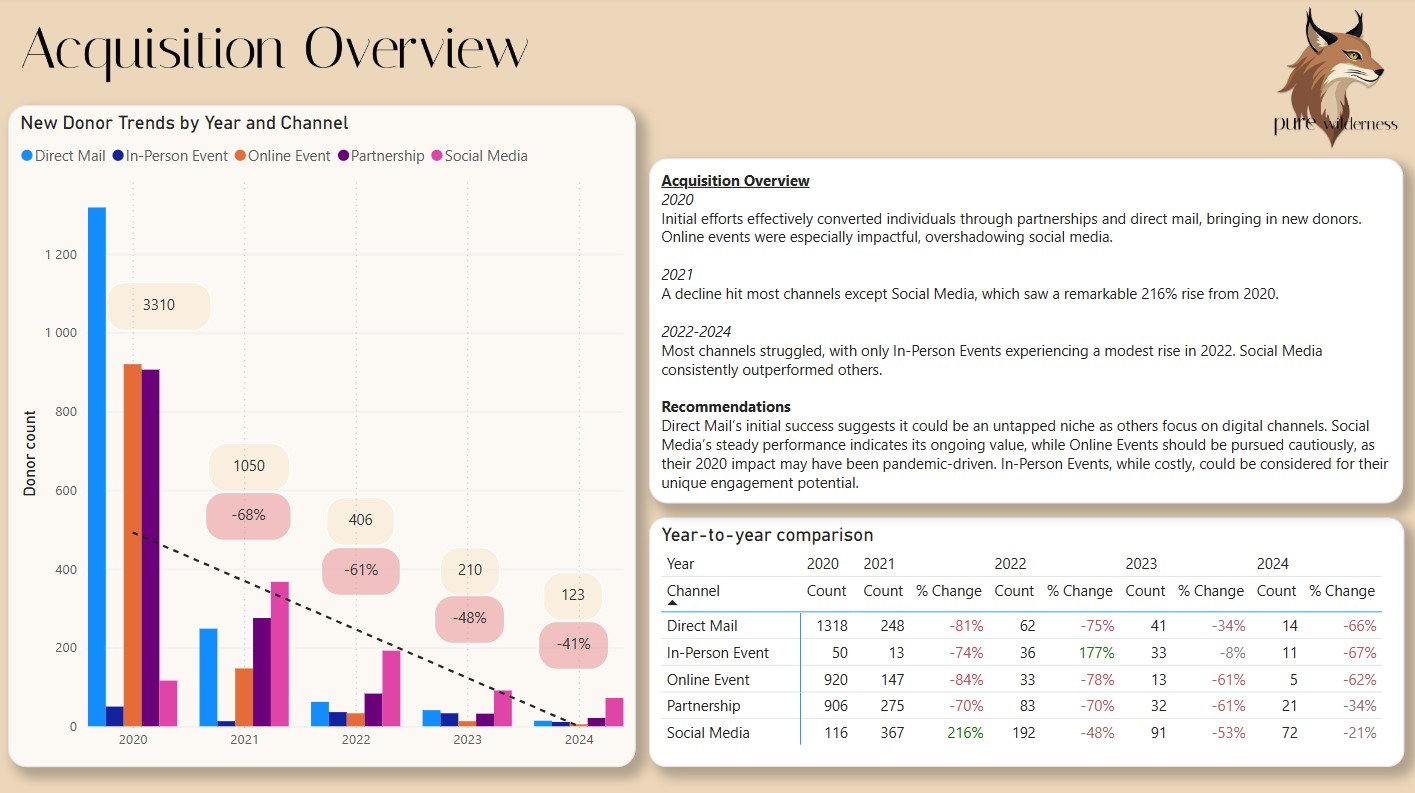 Acquisition Overview
pure wilderness
New Donor Trends by Year and Channel
Direct Mail In-Person Event Online Event Partnership Social Media
Donor count
1 200
1 000
800
600
400
200
0
3310
1050
-68%
406
-61%
210
-48%
123
-41%
2020 2021 2022 2023 2024
Acquisition Overview
2020
Initial efforts effectively converted individuals through partnerships and direct mail, bringing in new donors.
Online events were especially impactful, overshadowing social media.
2021
A decline hit most channels except Social Media, which saw a remarkable 216% rise from 2020.
2022-2024
Most channels struggled, with only In-Person Events experiencing a modest rise in 2022. Social Media
consistently outperformed others.
Recommendations
Direct Mail's initial success suggests it could be an untapped niche as others focus on digital channels. Social
Media's steady performance indicates its ongoing value, while Online Events should be pursued cautiously, as
their 2020 impact may have been pandemic-driven. In-Person Events, while costly, could be considered for their
unique engagement potential.
Year-to-year comparison
Year 2020 2021 2022 2023 2024
Channel Count Count % Change Count % Change Count % Change Count % Change
Direct Mail 1318 248 -81% 62 -75% 41 -34% 14 -66%
In-Person Event 50 13 -74% 36 177% 33 -8% 11 -67%
Online Event 920 147 -84% 33 -78% 13 -61% 5 -62%
Partnership 906 275 -70% 83 -70% 32 -61% 21 -34%
Social Media 116 367 216% 192 -48% 91 -53% 72 -21%